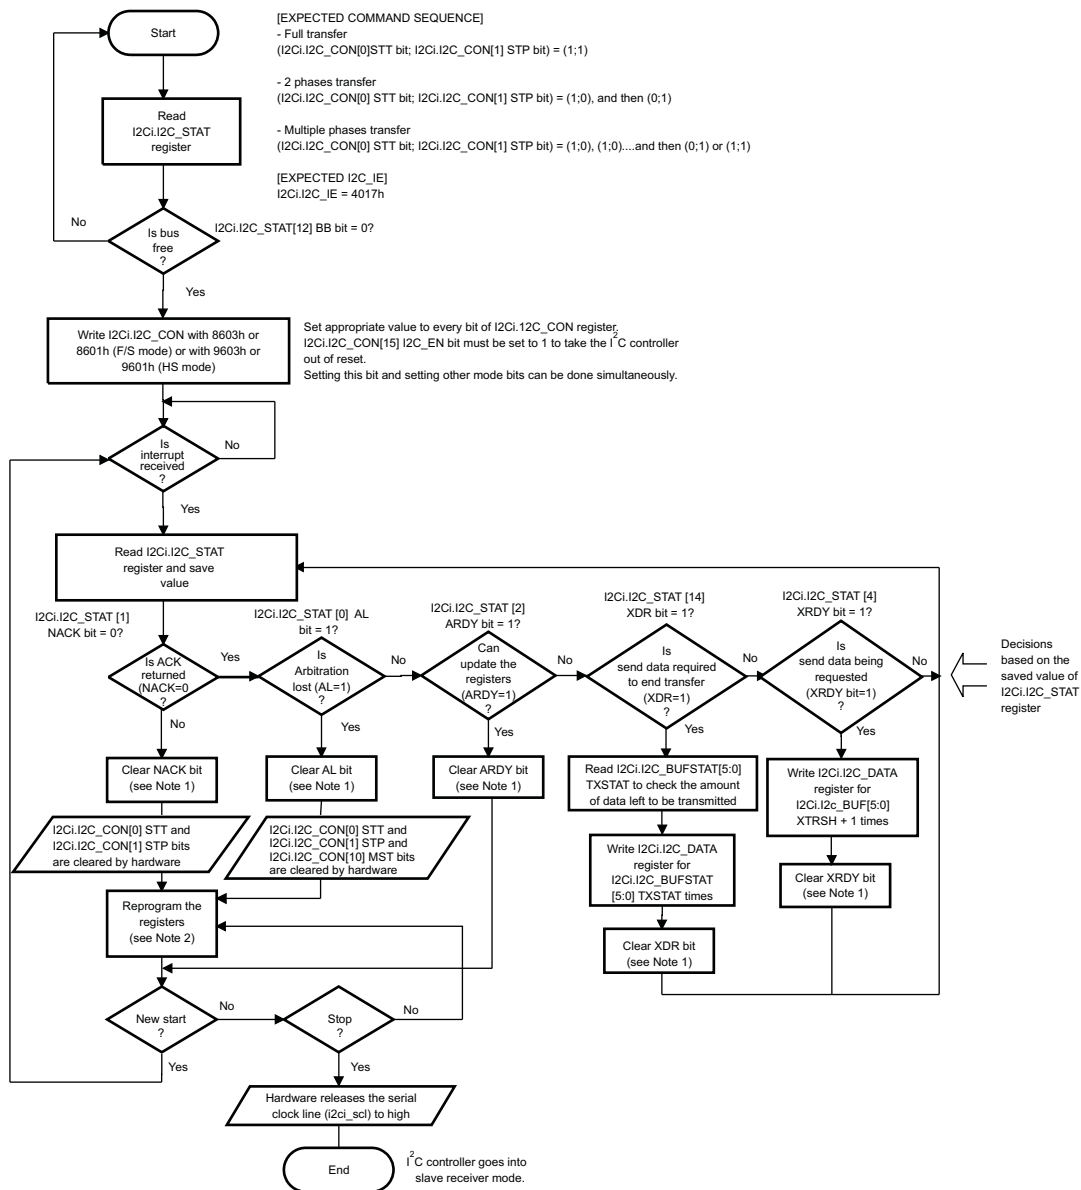 Start
[EXPECTED COMMAND SEQUENCE]
- Full transfer
(I2Ci.I2C_CON[0]STT bit; I2Ci.I2C_CON[1] STP bit) = (1;1)
- 2 phases transfer
(I2Ci.I2C_CON[0] STT bit; I2Ci.I2C_CON[1] STP bit) = (1;0), and then (0;1)
- Multiple phases transfer
(I2Ci.I2C_CON[0] STT bit; I2Ci.I2C_CON[1] STP bit) = (1;0), (1;0)....and then (0;1) or (1;1)
[EXPECTED I2C_IE]
I2Ci.I2C_IE = 4017h
Read
I2Ci.I2C_STAT
register
No
Is bus
free
?
I2Ci.I2C_STAT[12] BB bit = 0?
Yes
Write I2Ci.I2C_CON with 8603h or
8601h (F/S mode) or with 9603h or
9601h (HS mode)
Set appropriate value to every bit of I2Ci.12C_CON register.
I2Ci.I2C_CON[15] I2C_EN bit must be set to 1 to take the I2C controller
out of reset.
Setting this bit and setting other mode bits can be done simultaneously.
Is
interrupt
received
?
No
Yes
Read I2Ci.I2C_STAT
register and save
value
I2Ci.I2C_STAT [1]
NACK bit = 0?
Is ACK
returned
(NACK=0
?
Yes
No
I2Ci.I2C_STAT [0] AL
bit = 1?
Is
Arbitration
lost (AL=1)
?
No
Yes
I2Ci.I2C_STAT [2]
ARDY bit = 1?
Can
update the
registers
(ARDY=1)
?
No
Yes
I2Ci.I2C_STAT [14]
XDR bit = 1?
Is
send data required
to end transfer
(XDR=1)
?
No
Yes
I2Ci.I2C_STAT [4]
XRDY bit = 1?
Is
send data being
requested
(XRDY bit=1)
?
No
Yes
Decisions
based on the
saved value of
I2Ci.I2C_STAT
register
Clear NACK bit
(see Note 1)
Clear AL bit
(see Note 1)
Clear ARDY bit
(see Note 1)
Read I2Ci.I2C_BUFSTAT[5:0]
TXSTAT to check the amount
of data left to be transmitted
Write I2Ci.I2C_DATA
register for
I2Ci.I2c_BUF[5:0]
XTRSH + 1 times
I2Ci.I2C_CON[0] STT and
I2Ci.I2C_CON[1] STP bits
are cleared by hardware
I2Ci.I2C_CON[0] STT and
I2Ci.I2C_CON[1] STP and
I2Ci.I2C_CON[10] MST bits
are cleared by hardware
Write I2Ci.I2C_DATA
register for
I2Ci.I2C_BUFSTAT
[5:0] TXSTAT times
Clear XRDY bit
(see Note 1)
Reprogram the
registers
(see Note 2)
Clear XDR bit
(see Note 1)
New start
?
No
Yes
Stop
?
No
Yes
Hardware releases the serial
clock line (i2ci_scl) to high
End
I2C controller goes into
slave receiver mode.